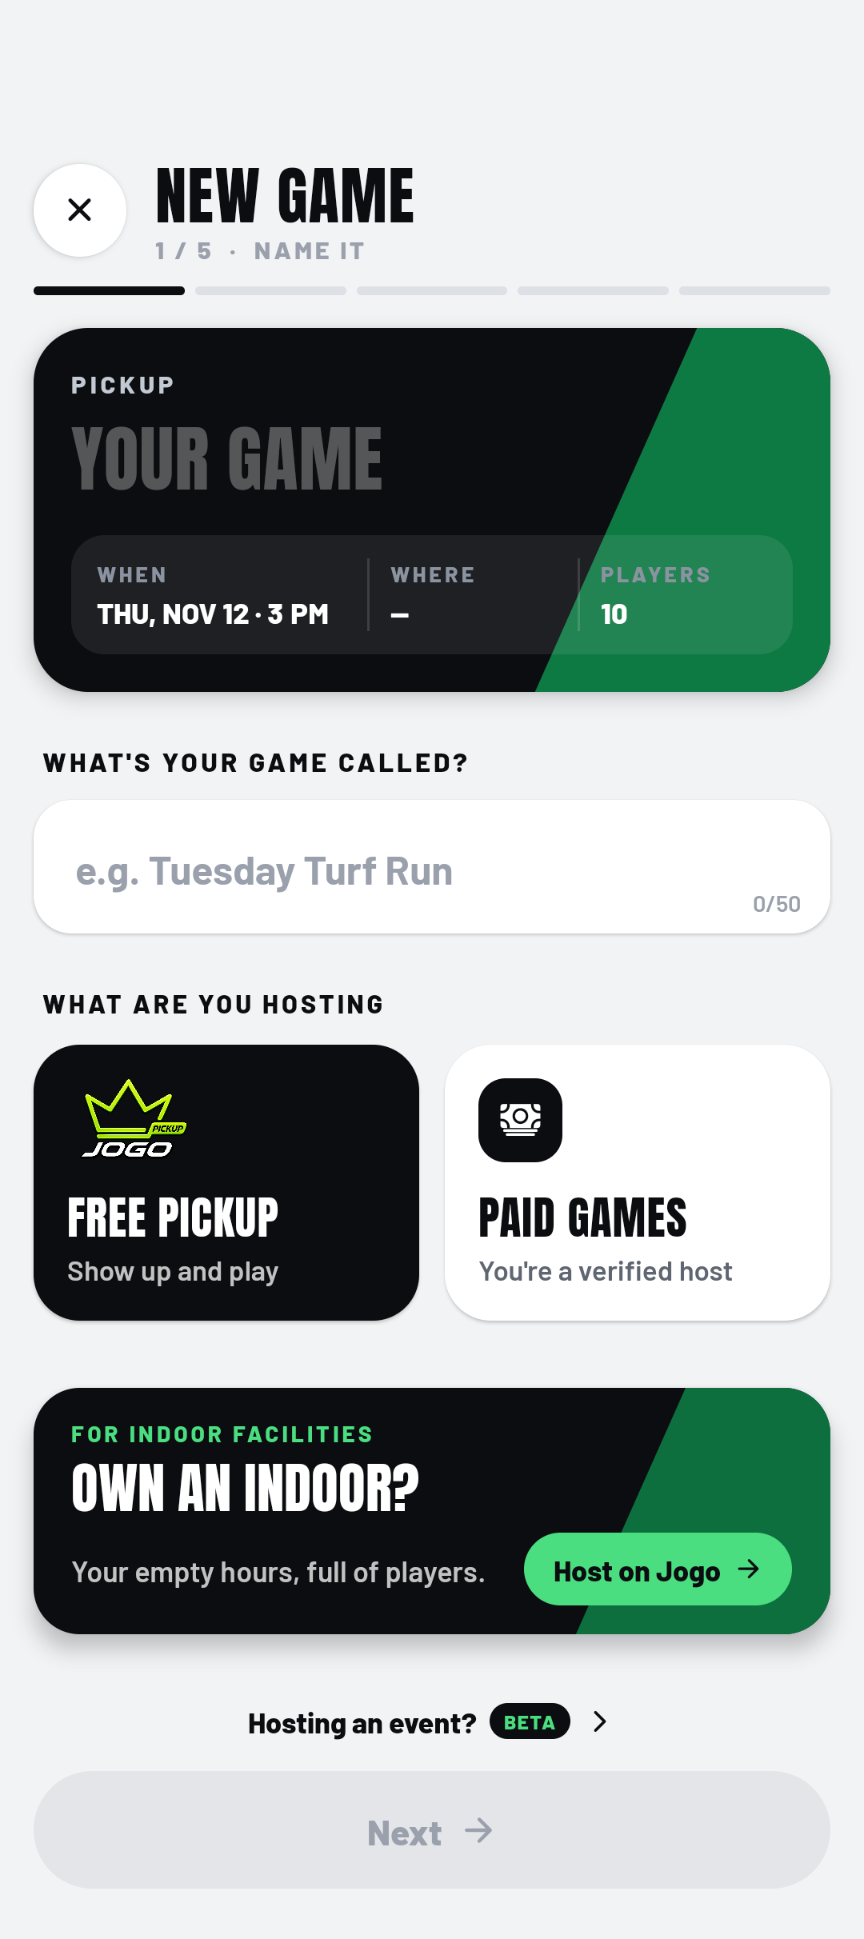 NEW GAME
1 / 5 · NAME IT
PICKUP
YOUR GAME
WHEN
THU, NOV 12 · 3 PM
WHERE
–
PLAYERS
10
WHAT'S YOUR GAME CALLED?
e.g. Tuesday Turf Run
0/50
WHAT ARE YOU HOSTING
PICKUP
JOGO
FREE PICKUP
Show up and play
PAID GAMES
You're a verified host
FOR INDOOR FACILITIES
OWN AN INDOOR?
Your empty hours, full of players.
Host on Jogo →
Hosting an event? BETA
Next →